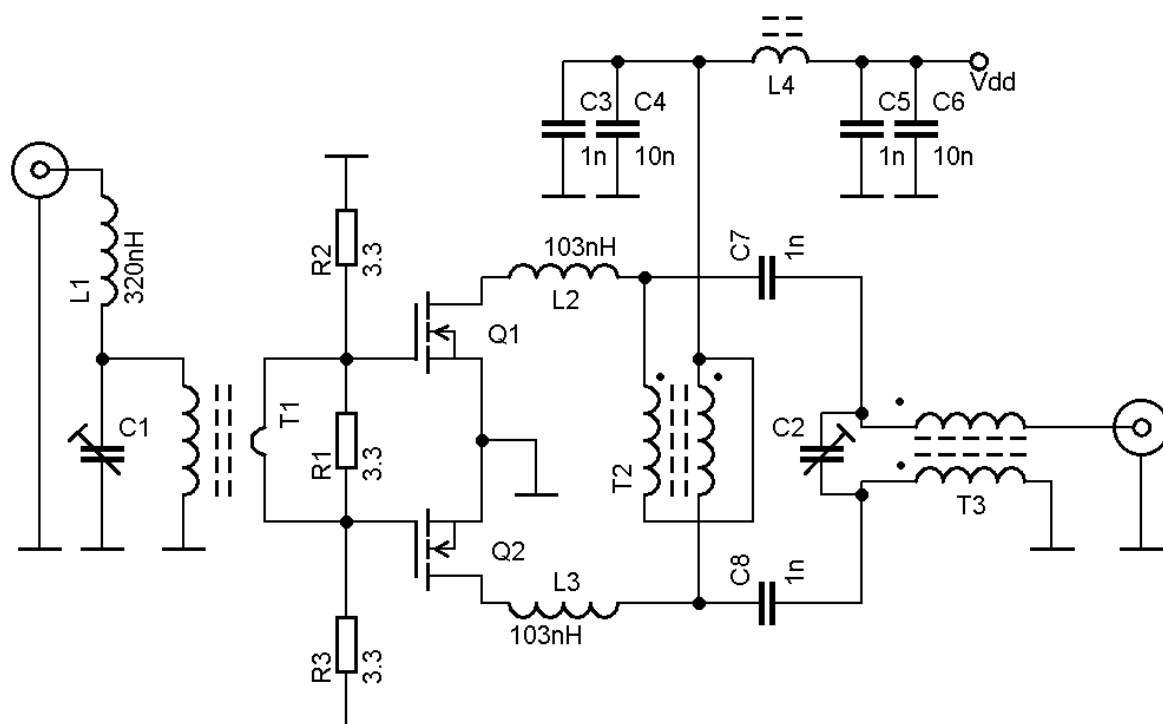 L4
Vdd
C3
1n
C4
10n
C5
1n
C6
10n
L1
320nH
R2
3.3
103nH
L2
C7
1n
Q1
C1
T1
R1
3.3
T2
C2
T3
Q2
L3
103nH
C8
1n
R3
3.3